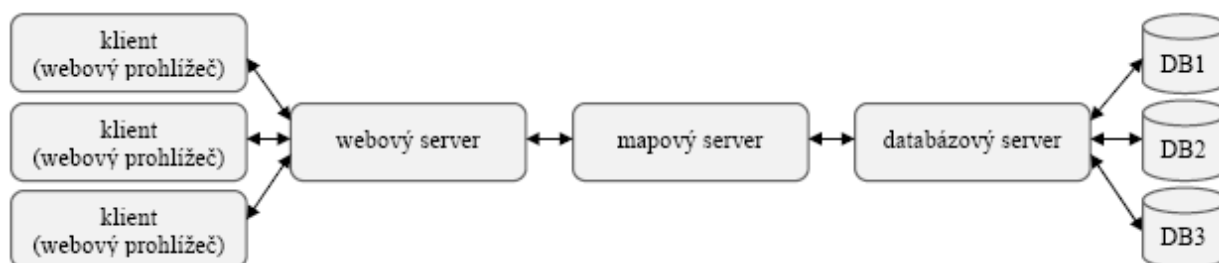 klient
(webový prohlížeč)
klient
(webový prohlížeč)
klient
(webový prohlížeč)
webový server
mapový server
databázový server
DB1
DB2
DB3